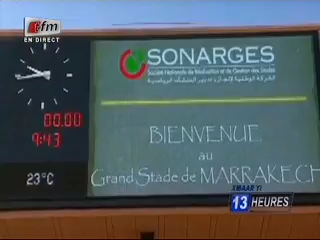 tfm
EN DIRECT
SONARGES
Société Nationale de Réalisation et de Gestion des Stades
00.00
9:43
BIENVENUE
au
Grand Stade de MARRAKECH
23°C
XIBAAR YI
13 HEURES